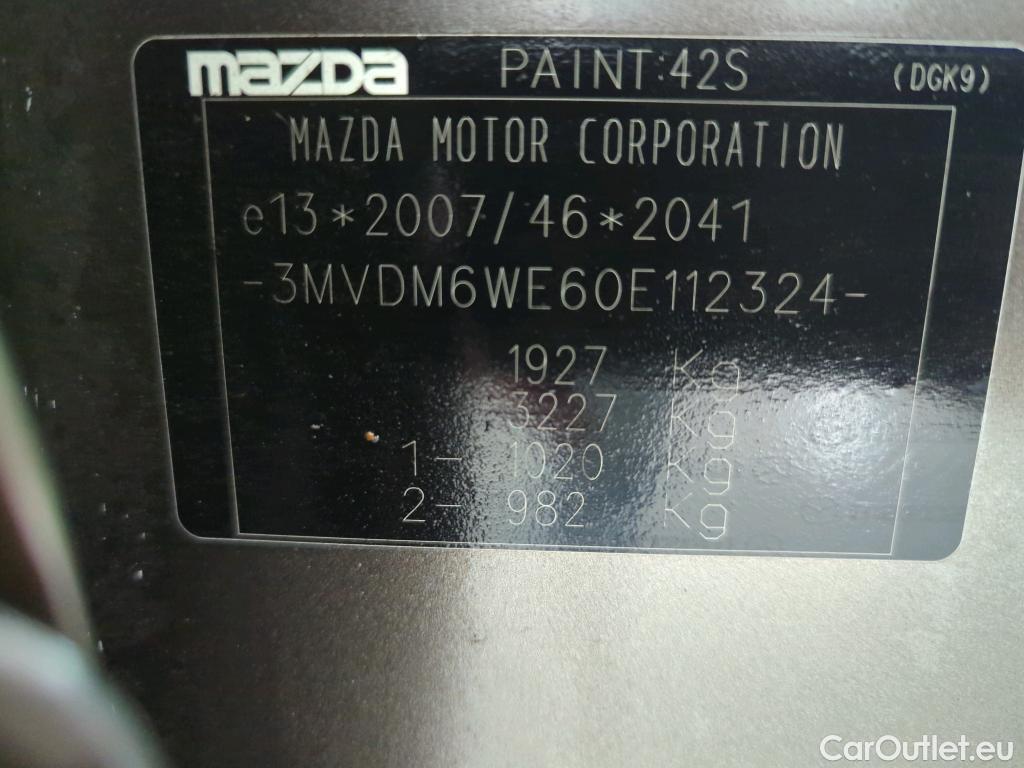 mazda PAINT:42S (DGK9)
MAZDA MOTOR CORPORATION
e13*2007/46*2041
-3MVDM6WE60E112324-
1927 Kg
3227 Kg
1- 1020 Kg
2- 982 Kg
CarOutlet.eu